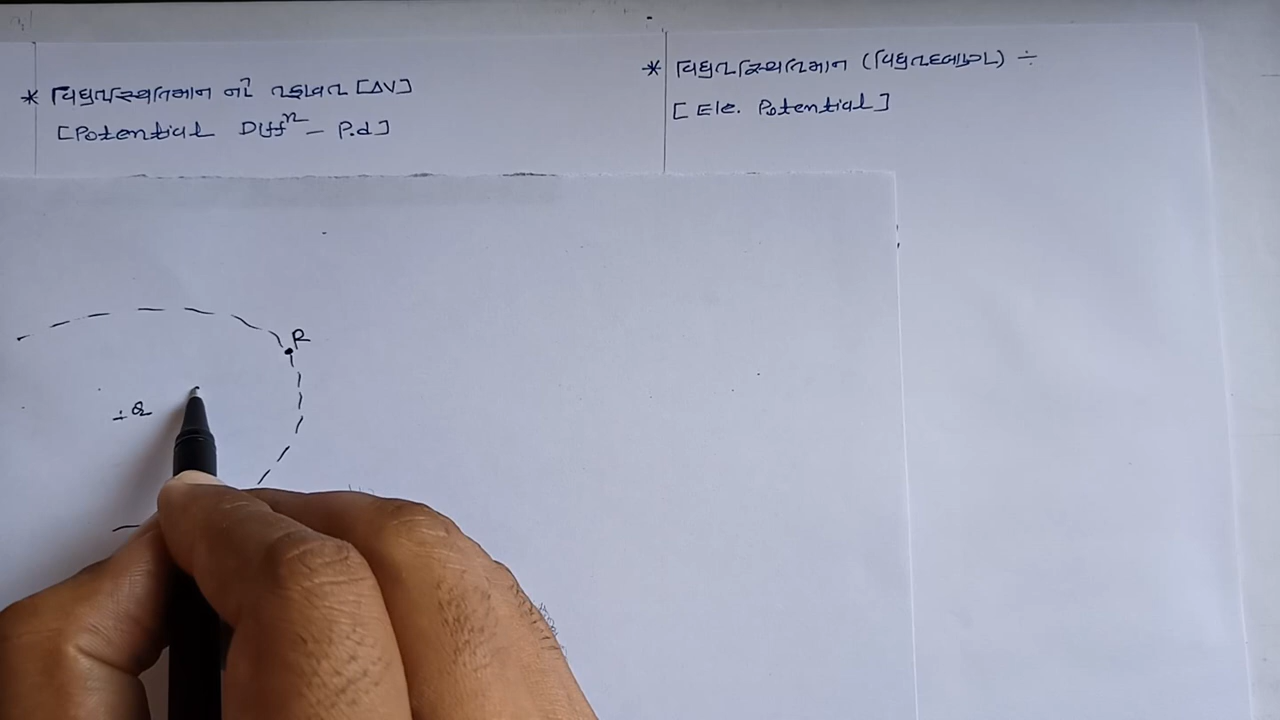 * વિદ્યુતસ્થિતિમાન નો તફાવત [ΔV]
[Potential Diffⁿ - P.d]
* વિદ્યુતસ્થિતિમાન (વિદ્યુતદબાણ) ÷
[Ele. Potential]
R
+Q